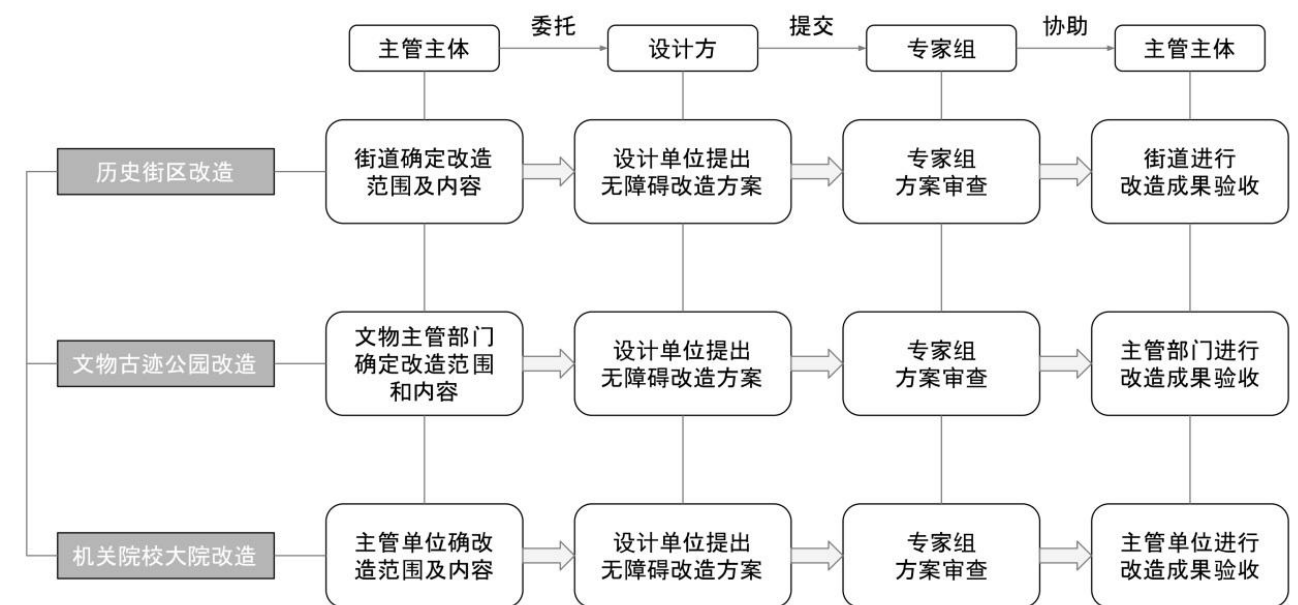 委托
提交
协助
主管主体
设计方
专家组
主管主体
历史街区改造
街道确定改造
范围及内容
设计单位提出
无障碍改造方案
专家组
方案审查
街道进行
改造成果验收
文物古迹公园改造
文物主管部门
确定改造范围
和内容
设计单位提出
无障碍改造方案
专家组
方案审查
主管部门进行
改造成果验收
机关院校大院改造
主管单位确改
造范围及内容
设计单位提出
无障碍改造方案
专家组
方案审查
主管单位进行
改造成果验收